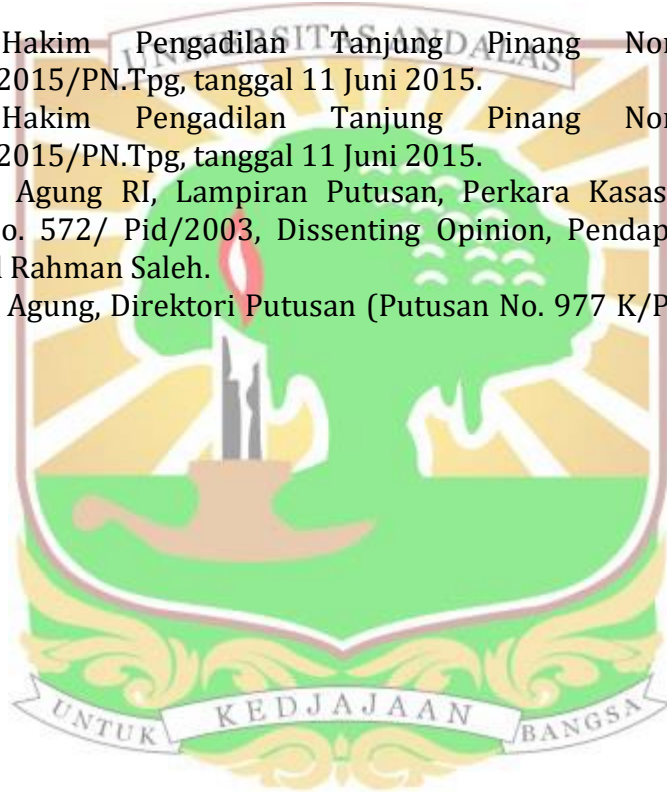 Hakim Pengadilan Tanjung Pinang Nor
2015/PN.Tpg, tanggal 11 Juni 2015.
Hakim Pengadilan Tanjung Pinang Nor
2015/PN.Tpg, tanggal 11 Juni 2015.
Agung RI, Lampiran Putusan, Perkara Kasas
o. 572/ Pid/2003, Dissenting Opinion, Pendap
l Rahman Saleh.
Agung, Direktori Putusan (Putusan No. 977 K/P
UNIVERSITAS ANDALAS
UNTUK KEDJAJAAN BANGSA